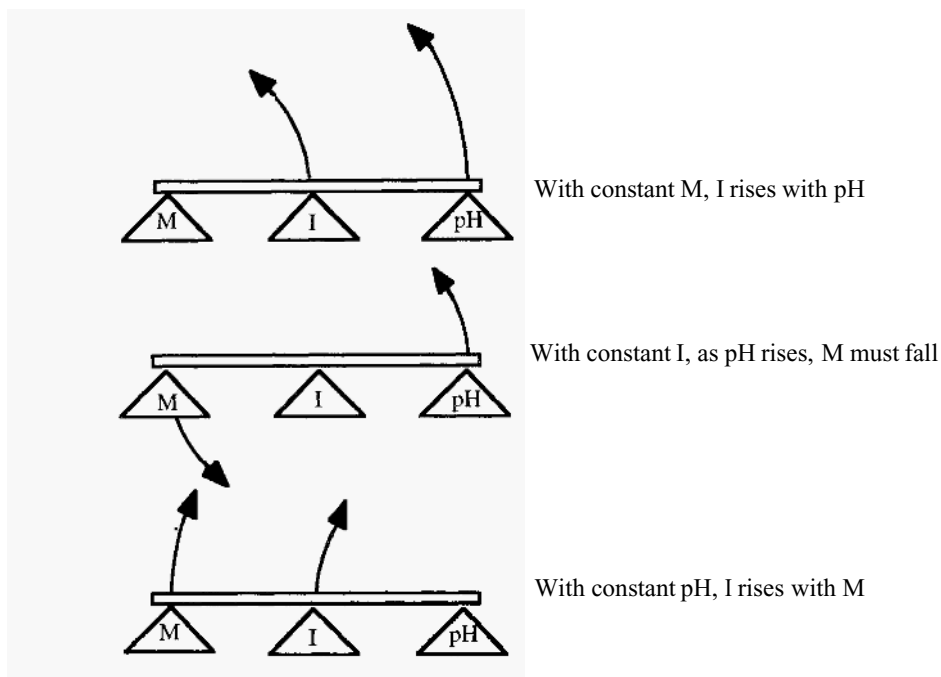 With constant M, I rises with pH
M I pH
With constant I, as pH rises, M must fall
M I pH
With constant pH, I rises with M
M I pH